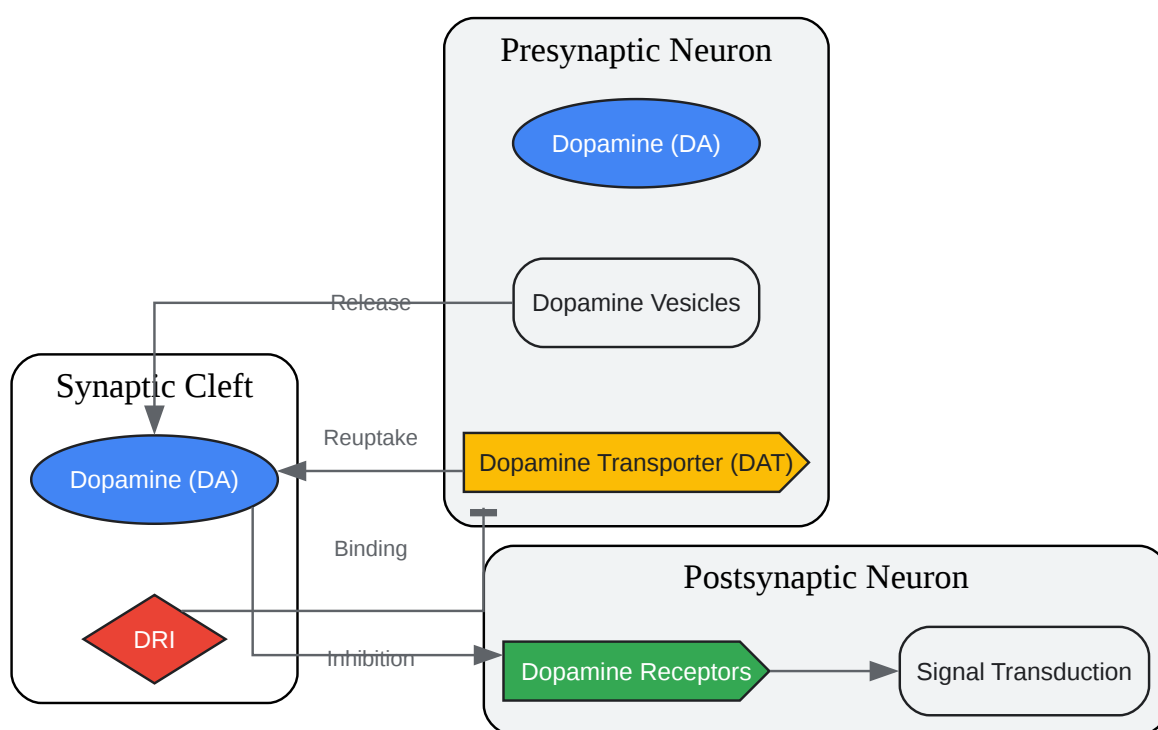 Presynaptic Neuron
Dopamine (DA)
Release
Dopamine Vesicles
Synaptic Cleft
Reuptake
Dopamine Transporter (DAT)
Dopamine (DA)
Binding
Postsynaptic Neuron
DRI
Inhibition
Dopamine Receptors
Signal Transduction